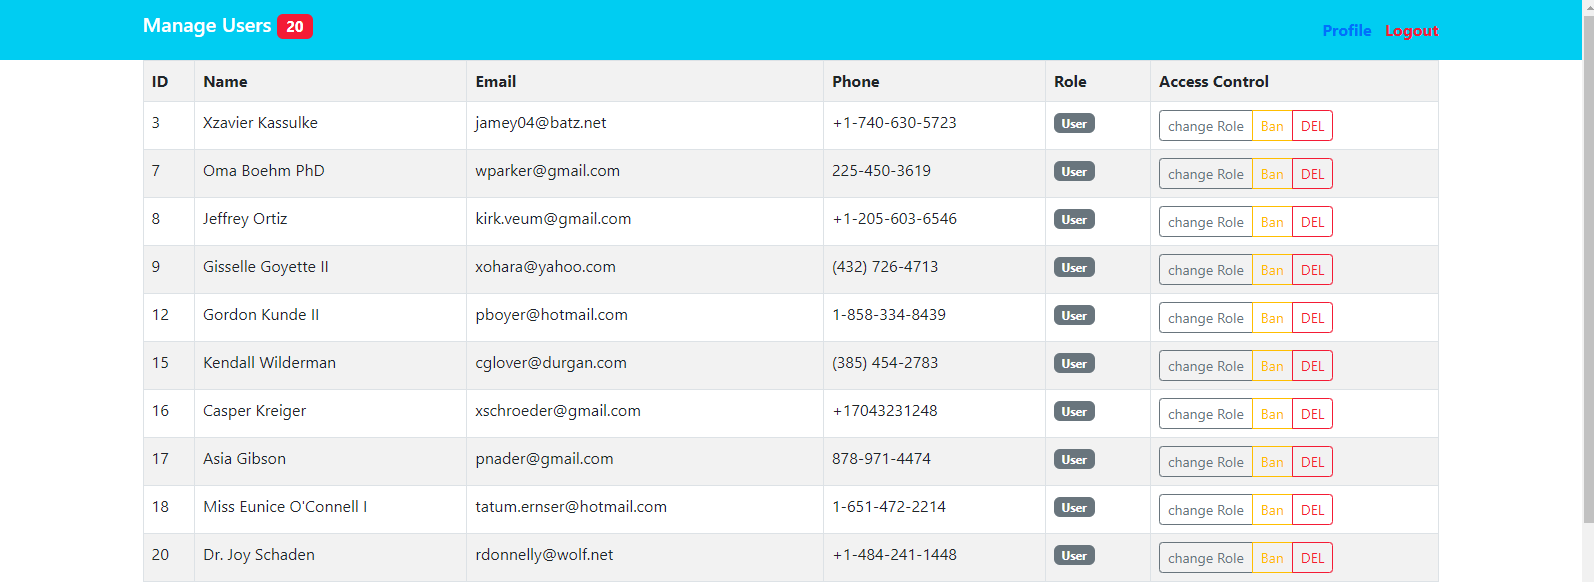 Manage Users 20
Profile Logout
ID Name Email Phone Role Access Control
3 Xzavier Kassulke jamey04@batz.net +1-740-630-5723 User change Role Ban DEL
7 Oma Boehm PhD wparker@gmail.com 225-450-3619 User change Role Ban DEL
8 Jeffrey Ortiz kirk.veum@gmail.com +1-205-603-6546 User change Role Ban DEL
9 Gisselle Goyette II xohara@yahoo.com (432) 726-4713 User change Role Ban DEL
12 Gordon Kunde II pboyer@hotmail.com 1-858-334-8439 User change Role Ban DEL
15 Kendall Wilderman cglover@durgan.com (385) 454-2783 User change Role Ban DEL
16 Casper Kreiger xschroeder@gmail.com +17043231248 User change Role Ban DEL
17 Asia Gibson pnader@gmail.com 878-971-4474 User change Role Ban DEL
18 Miss Eunice O'Connell I tatum.ernser@hotmail.com 1-651-472-2214 User change Role Ban DEL
20 Dr. Joy Schaden rdonnelly@wolf.net +1-484-241-1448 User change Role Ban DEL